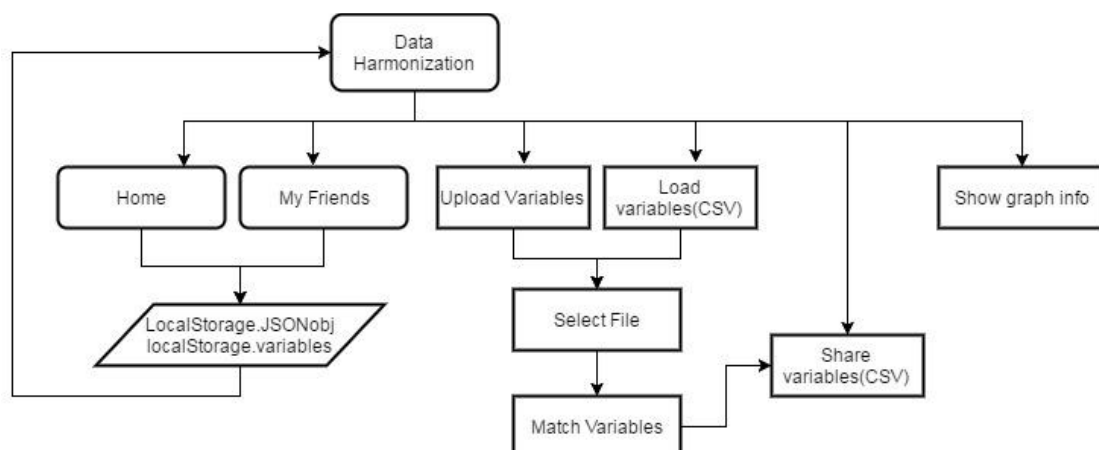 Data
Harmonization
Home
My Friends
Upload Variables
Load
variables(CSV)
Show graph info
LocalStorage.JSONobj
localStorage.variables
Select File
Share
variables(CSV)
Match Variables